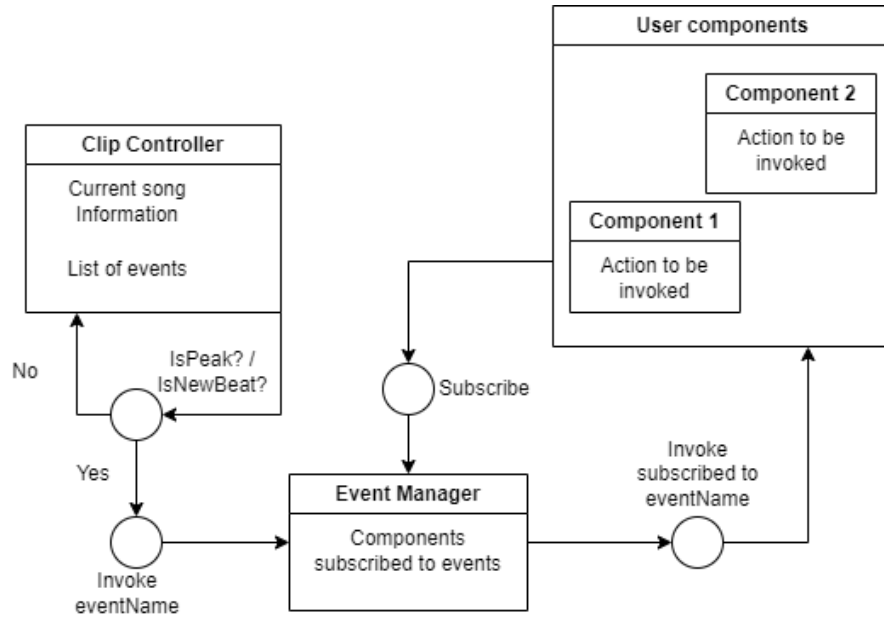 User components
Component 2
Action to be
invoked
Clip Controller
Current song
Information
List of events
Component 1
Action to be
invoked
IsPeak? /
IsNewBeat?
No
Subscribe
Yes
Invoke
subscribed to
eventName
Event Manager
Components
subscribed to events
Invoke
eventName